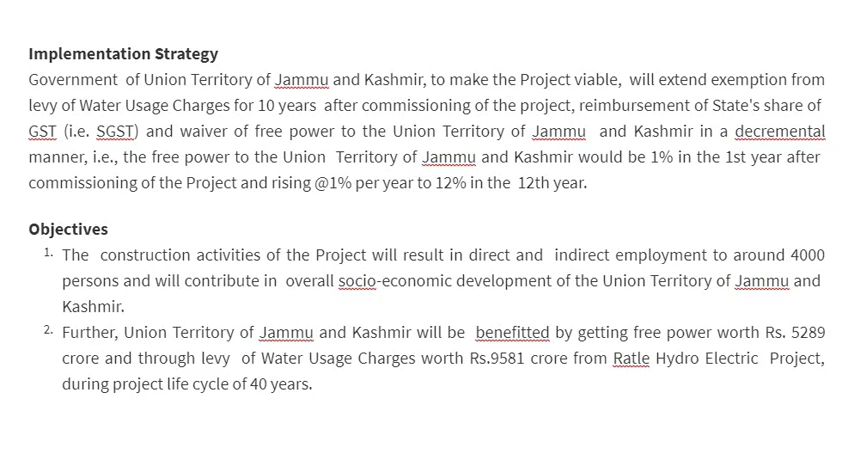 Implementation Strategy
Government of Union Territory of Jammu and Kashmir, to make the Project viable, will extend exemption from
levy of Water Usage Charges for 10 years after commissioning of the project, reimbursement of State's share of
GST (i.e. SGST) and waiver of free power to the Union Territory of Jammu and Kashmir in a decremental
manner, i.e., the free power to the Union Territory of Jammu and Kashmir would be 1% in the 1st year after
commissioning of the Project and rising @1% per year to 12% in the 12th year.
Objectives
1. The construction activities of the Project will result in direct and indirect employment to around 4000
persons and will contribute in overall socio-economic development of the Union Territory of Jammu and
Kashmir.
2. Further, Union Territory of Jammu and Kashmir will be benefitted by getting free power worth Rs. 5289
crore and through levy of Water Usage Charges worth Rs.9581 crore from Ratle Hydro Electric Project,
during project life cycle of 40 years.